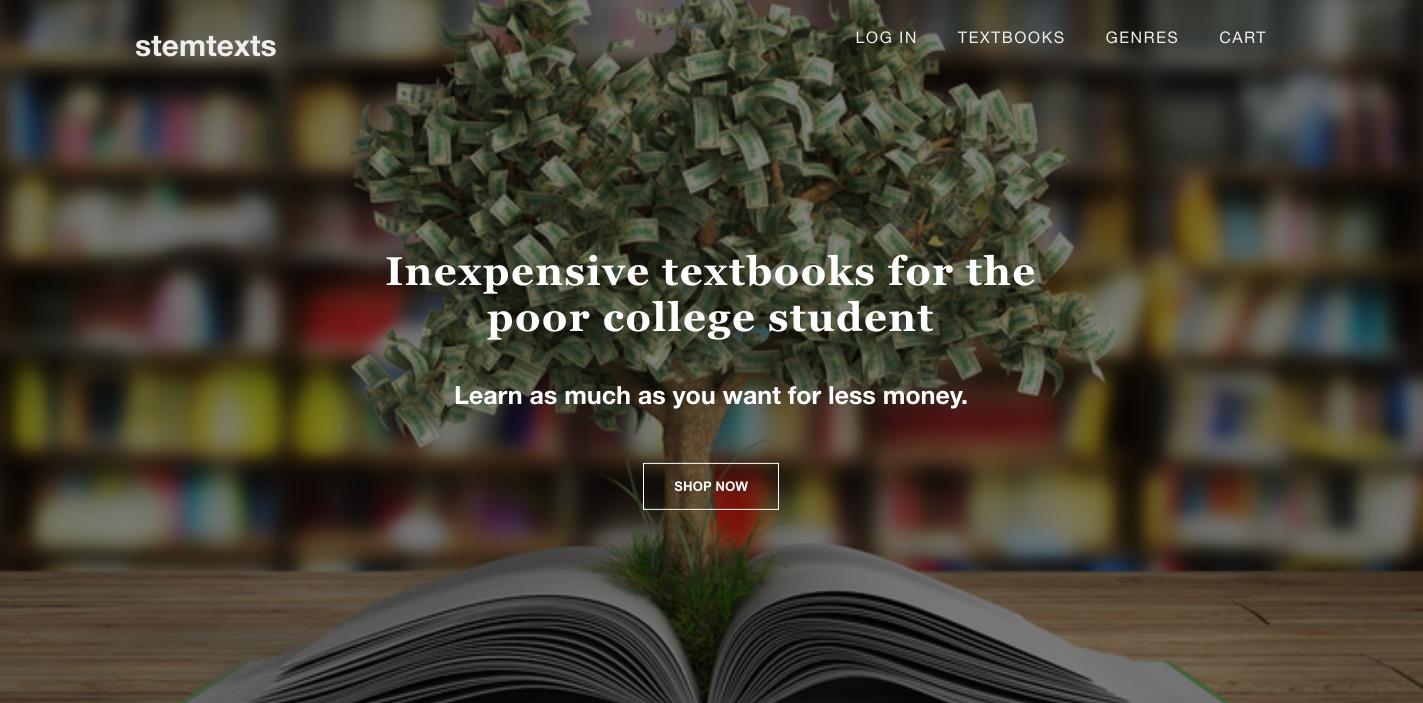 stemtexts
LOG IN
TEXTBOOKS
GENRES
CART
Inexpensive textbooks for the
poor college student
Learn as much as you want for less money.
SHOP NOW